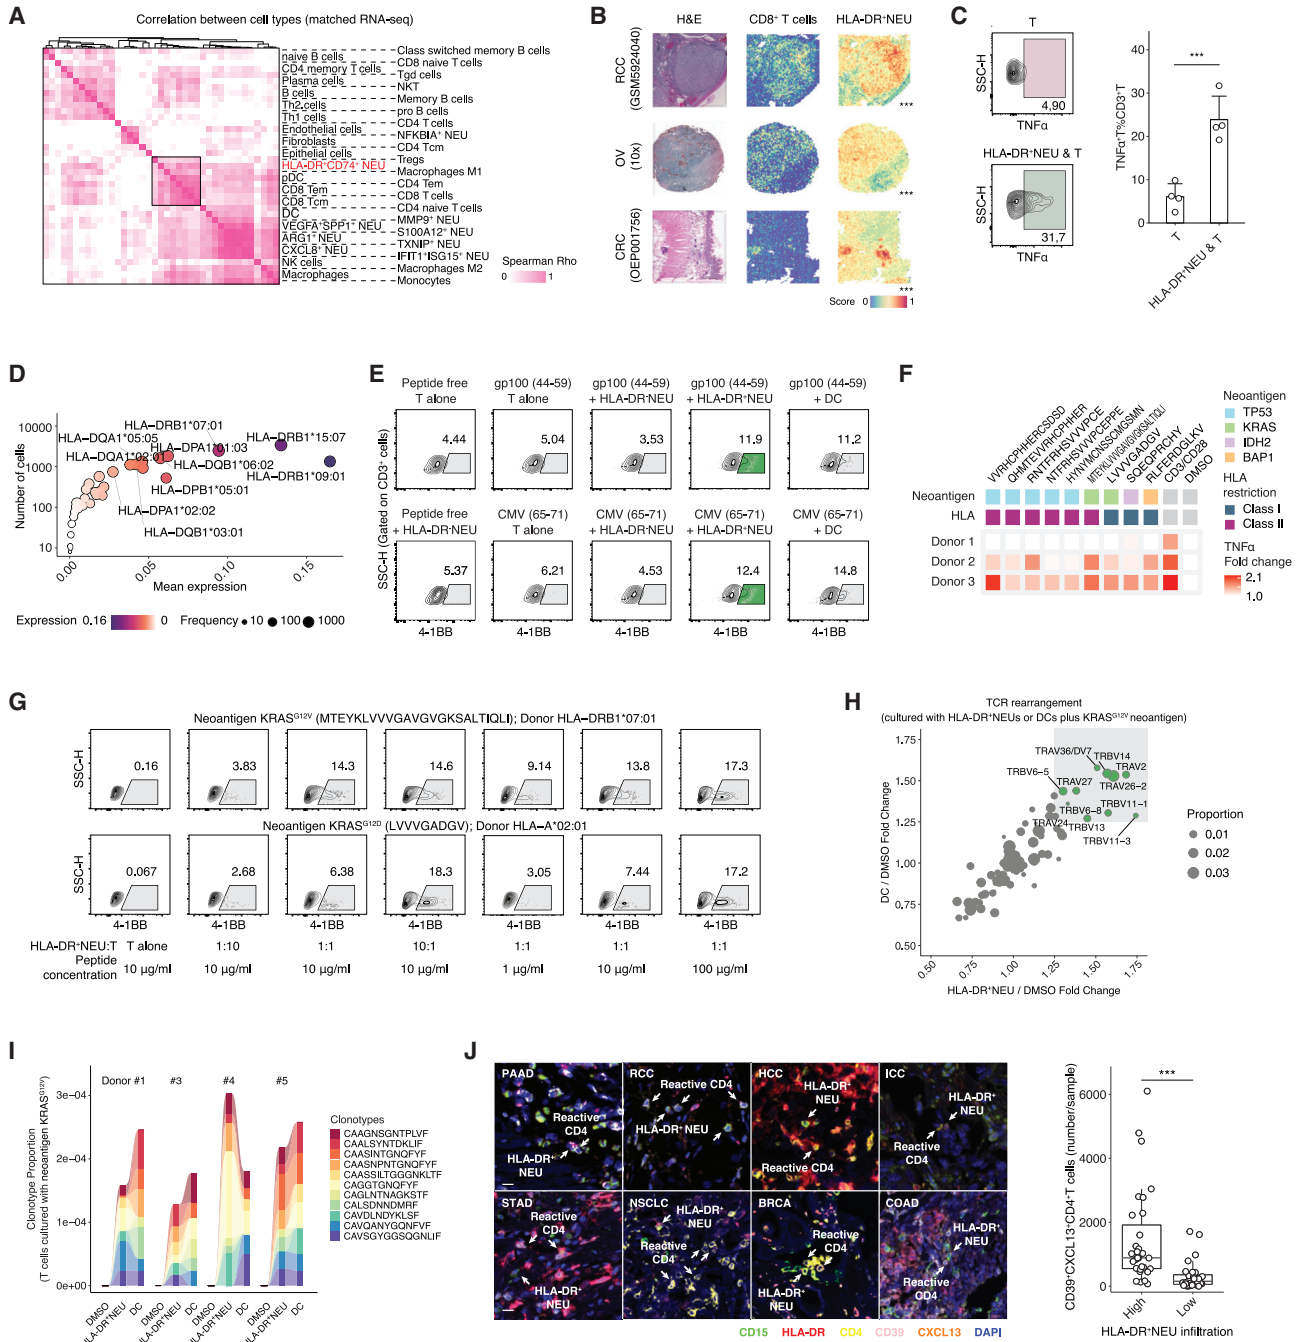 A
Correlation between cell types (matched RNA-seq)
Class switched memory B cells
naive B cells
CD8 naive T cells
CD4 memory T cells
Tgd cells
Plasma cells
NKT
B cells
Memory B cells
Th2 cells
pro B cells
Th1 cells
CD4 T cells
Endothelial cells
NFKBIA⁺ NEU
Fibroblasts
CD4 Tcm
Epithelial cells
Tregs
HLA-DR⁺CD74⁺ NEU
Macrophages M1
pDC
CD4 Tem
CD8 Tem
CD8 T cells
CD8 Tcm
CD4 naive T cells
DC
MMP9⁺ NEU
VEGFA⁺SPP1⁺ NEU
S100A12⁺ NEU
ARG1⁺ NEU
TXNIP⁺ NEU
CXCL8⁺ NEU
IFIT1⁺ISG15⁺ NEU
NK cells
Macrophages M2
Macrophages
Monocytes
Spearman Rho
0 1
B
H&E CD8⁺ T cells HLA-DR⁺NEU
RCC
(GSM5924040)
***
OV
(10x)
***
CRC
(OEP001756)
***
Score 0 1
C
T
SSC-H
4,90
TNFα
HLA-DR⁺NEU & T
SSC-H
31,7
TNFα
TNFα⁺T%CD3⁺T
40
30
20
10
0
***
T
HLA-DR⁺NEU & T
D
Number of cells
10000
1000
100
10
HLA−DRB1*07:01
HLA−DQA1*05:05
HLA−DPA1*01:03
HLA−DRB1*15:07
HLA−DQA1*02:01
HLA−DQB1*06:02
HLA−DRB1*09:01
HLA−DPB1*05:01
HLA−DPA1*02:02
HLA−DQB1*03:01
0.00 0.05 0.10 0.15
Mean expression
Expression 0.16 0 Frequency 10 100 1000
E
SSC-H (Gated on CD3⁺ cells)
Peptide free gp100 (44-59) gp100 (44-59) gp100 (44-59) gp100 (44-59)
T alone T alone + HLA-DR⁻NEU + HLA-DR⁺NEU + DC
4.44 5.04 3.53 11.9 11.2
Peptide free CMV (65-71) CMV (65-71) CMV (65-71) CMV (65-71)
+ HLA-DR⁻NEU T alone + HLA-DR⁻NEU + HLA-DR⁺NEU + DC
5.37 6.21 4.53 12.4 14.8
4-1BB 4-1BB 4-1BB 4-1BB 4-1BB
F
VVRHCPHHERCSDSD
QHMTEVVRHCPHHER
RNTFRHSVVVPCE
NTFRHSVVVPCEPPE
HYNYMCNSSCMGSMN
MTEYKLVVVGAVGVGKSALTIQLI
LVVVGADGV
SQEGPRCHY
RLFERDGLKV
CD3/CD28
DMSO
Neoantigen
HLA
Donor 1
Donor 2
Donor 3
Neoantigen
TP53
KRAS
IDH2
BAP1
HLA
restriction
Class I
Class II
TNFα
Fold change
2.1
1.0
G
Neoantigen KRASᴳ¹²ⱽ (MTEYKLVVVGAVGVGKSALTIQLI); Donor HLA−DRB1*07:01
SSC-H
0.16 3.83 14.3 14.6 9.14 13.8 17.3
Neoantigen KRASᴳ¹²ᴰ (LVVVGADGV); Donor HLA−A*02:01
SSC-H
0.067 2.68 6.38 18.3 3.05 7.44 17.2
4-1BB 4-1BB 4-1BB 4-1BB 4-1BB 4-1BB 4-1BB
HLA-DR⁺NEU:T T alone 1:10 1:1 10:1 1:1 1:1 1:1
Peptide
concentration 10 µg/ml 10 µg/ml 10 µg/ml 10 µg/ml 1 µg/ml 10 µg/ml 100 µg/ml
H
TCR rearrangement
(cultured with HLA-DR⁺NEUs or DCs plus KRASᴳ¹²ⱽ neoantigen)
DC / DMSO Fold Change
1.75
1.50
1.25
1.00
0.75
0.50
TRAV36/DV7
TRBV14
TRAV2
TRBV6−5
TRAV27
TRAV26−2
TRBV6−8
TRBV11−1
TRAV24
TRBV13
TRBV11−3
0.50 0.75 1.00 1.25 1.50 1.75
HLA-DR⁺NEU / DMSO Fold Change
Proportion
0.01
0.02
0.03
I
Clonotype Proportion
(T cells cultured with neoantigen KRASᴳ¹²ⱽ)
3e−04
2e−04
1e−04
0e+00
Donor #1 #3 #4 #5
DMSO
HLA-DR⁺NEU
DC
DMSO
HLA-DR⁺NEU
DC
DMSO
HLA-DR⁺NEU
DC
DMSO
HLA-DR⁺NEU
DC
Clonotypes
CAAGNSGNTPLVF
CAALSYNTDKLIF
CAASINTGNQFYF
CAASNPNTGNQFYF
CAASSILTGGGNKLTF
CAGGTGNQFYF
CAGLNTNAGKSTF
CALSDNNDMRF
CAVDLNDYKLSF
CAVQANYGQNFVF
CAVSGYGGSQGNLIF
J
PAAD
Reactive
CD4
HLA-DR⁺
NEU
RCC
Reactive CD4
HLA-DR⁺NEU
HCC
HLA-DR⁺
NEU
Reactive CD4
ICC
HLA-DR⁺
NEU
Reactive
CD4
STAD
Reactive
CD4
HLA-DR⁺
NEU
NSCLC
HLA-DR⁺
NEU
Reactive
CD4
BRCA
Reactive
CD4
HLA-DR⁺
NEU
COAD
HLA-DR⁺
NEU
Reactive
CD4
CD15 HLA-DR CD4 CD39 CXCL13 DAPI
CD39⁺CXCL13⁺CD4⁺T cells (number/sample)
6000
4000
2000
0
***
High
Low
HLA-DR⁺NEU infiltration